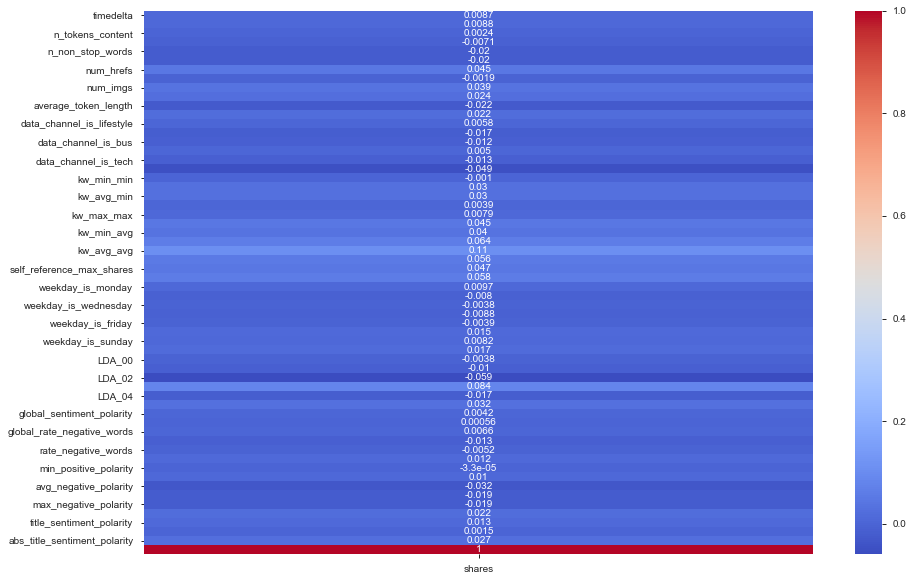 timedelta 0.0087
0.0088
n_tokens_content 0.0024
-0.0071
n_non_stop_words -0.02
-0.02
num_hrefs 0.045
-0.0019
num_imgs 0.039
0.024
average_token_length -0.022
0.022
data_channel_is_lifestyle 0.0058
-0.017
data_channel_is_bus -0.012
0.005
data_channel_is_tech -0.013
-0.049
kw_min_min -0.001
0.03
kw_avg_min 0.03
0.0039
kw_max_max 0.0079
0.045
kw_min_avg 0.04
0.064
kw_avg_avg 0.11
0.056
self_reference_max_shares 0.047
0.058
weekday_is_monday 0.0097
-0.008
weekday_is_wednesday -0.0038
-0.0088
weekday_is_friday -0.0039
0.015
weekday_is_sunday 0.0082
0.017
LDA_00 -0.0038
-0.01
LDA_02 -0.059
0.084
LDA_04 -0.017
0.032
global_sentiment_polarity 0.0042
0.00056
global_rate_negative_words 0.0066
-0.013
rate_negative_words -0.0052
0.012
min_positive_polarity -3.3e-05
0.01
avg_negative_polarity -0.032
-0.019
max_negative_polarity -0.019
0.022
title_sentiment_polarity 0.013
0.0015
abs_title_sentiment_polarity 0.027
1
shares
1.0
0.8
0.6
0.4
0.2
0.0